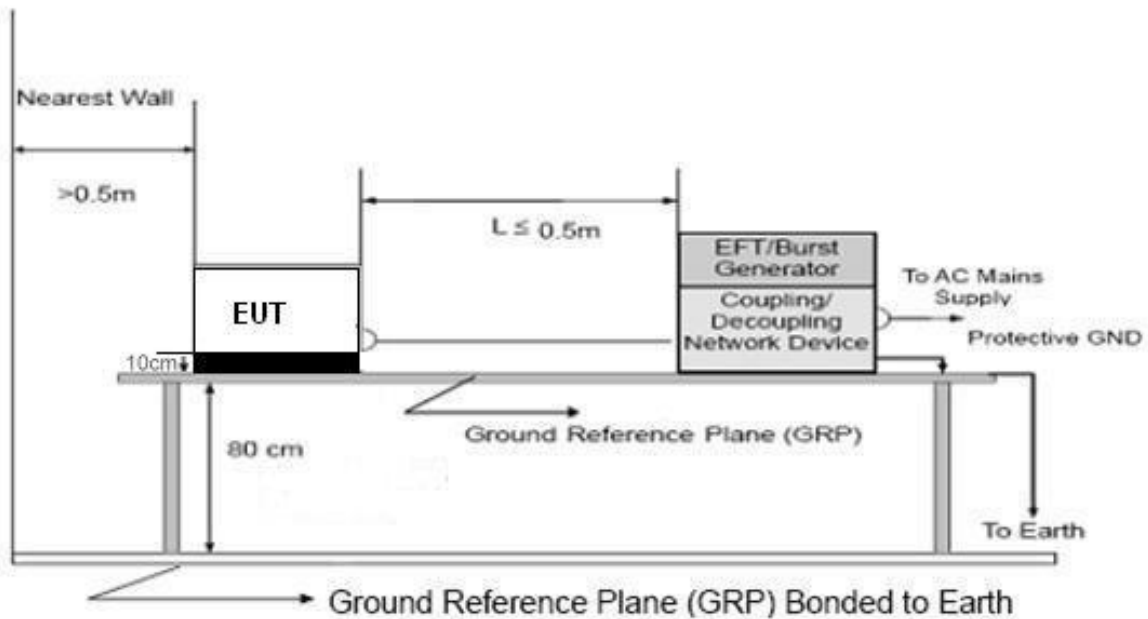 Nearest Wall
>0.5m
L ≤ 0.5m
EFT/Burst
Generator
To AC Mains
Supply
EUT
Coupling/
Decoupling
Network Device
Protective GND
10cm
Ground Reference Plane (GRP)
80 cm
To Earth
Ground Reference Plane (GRP) Bonded to Earth